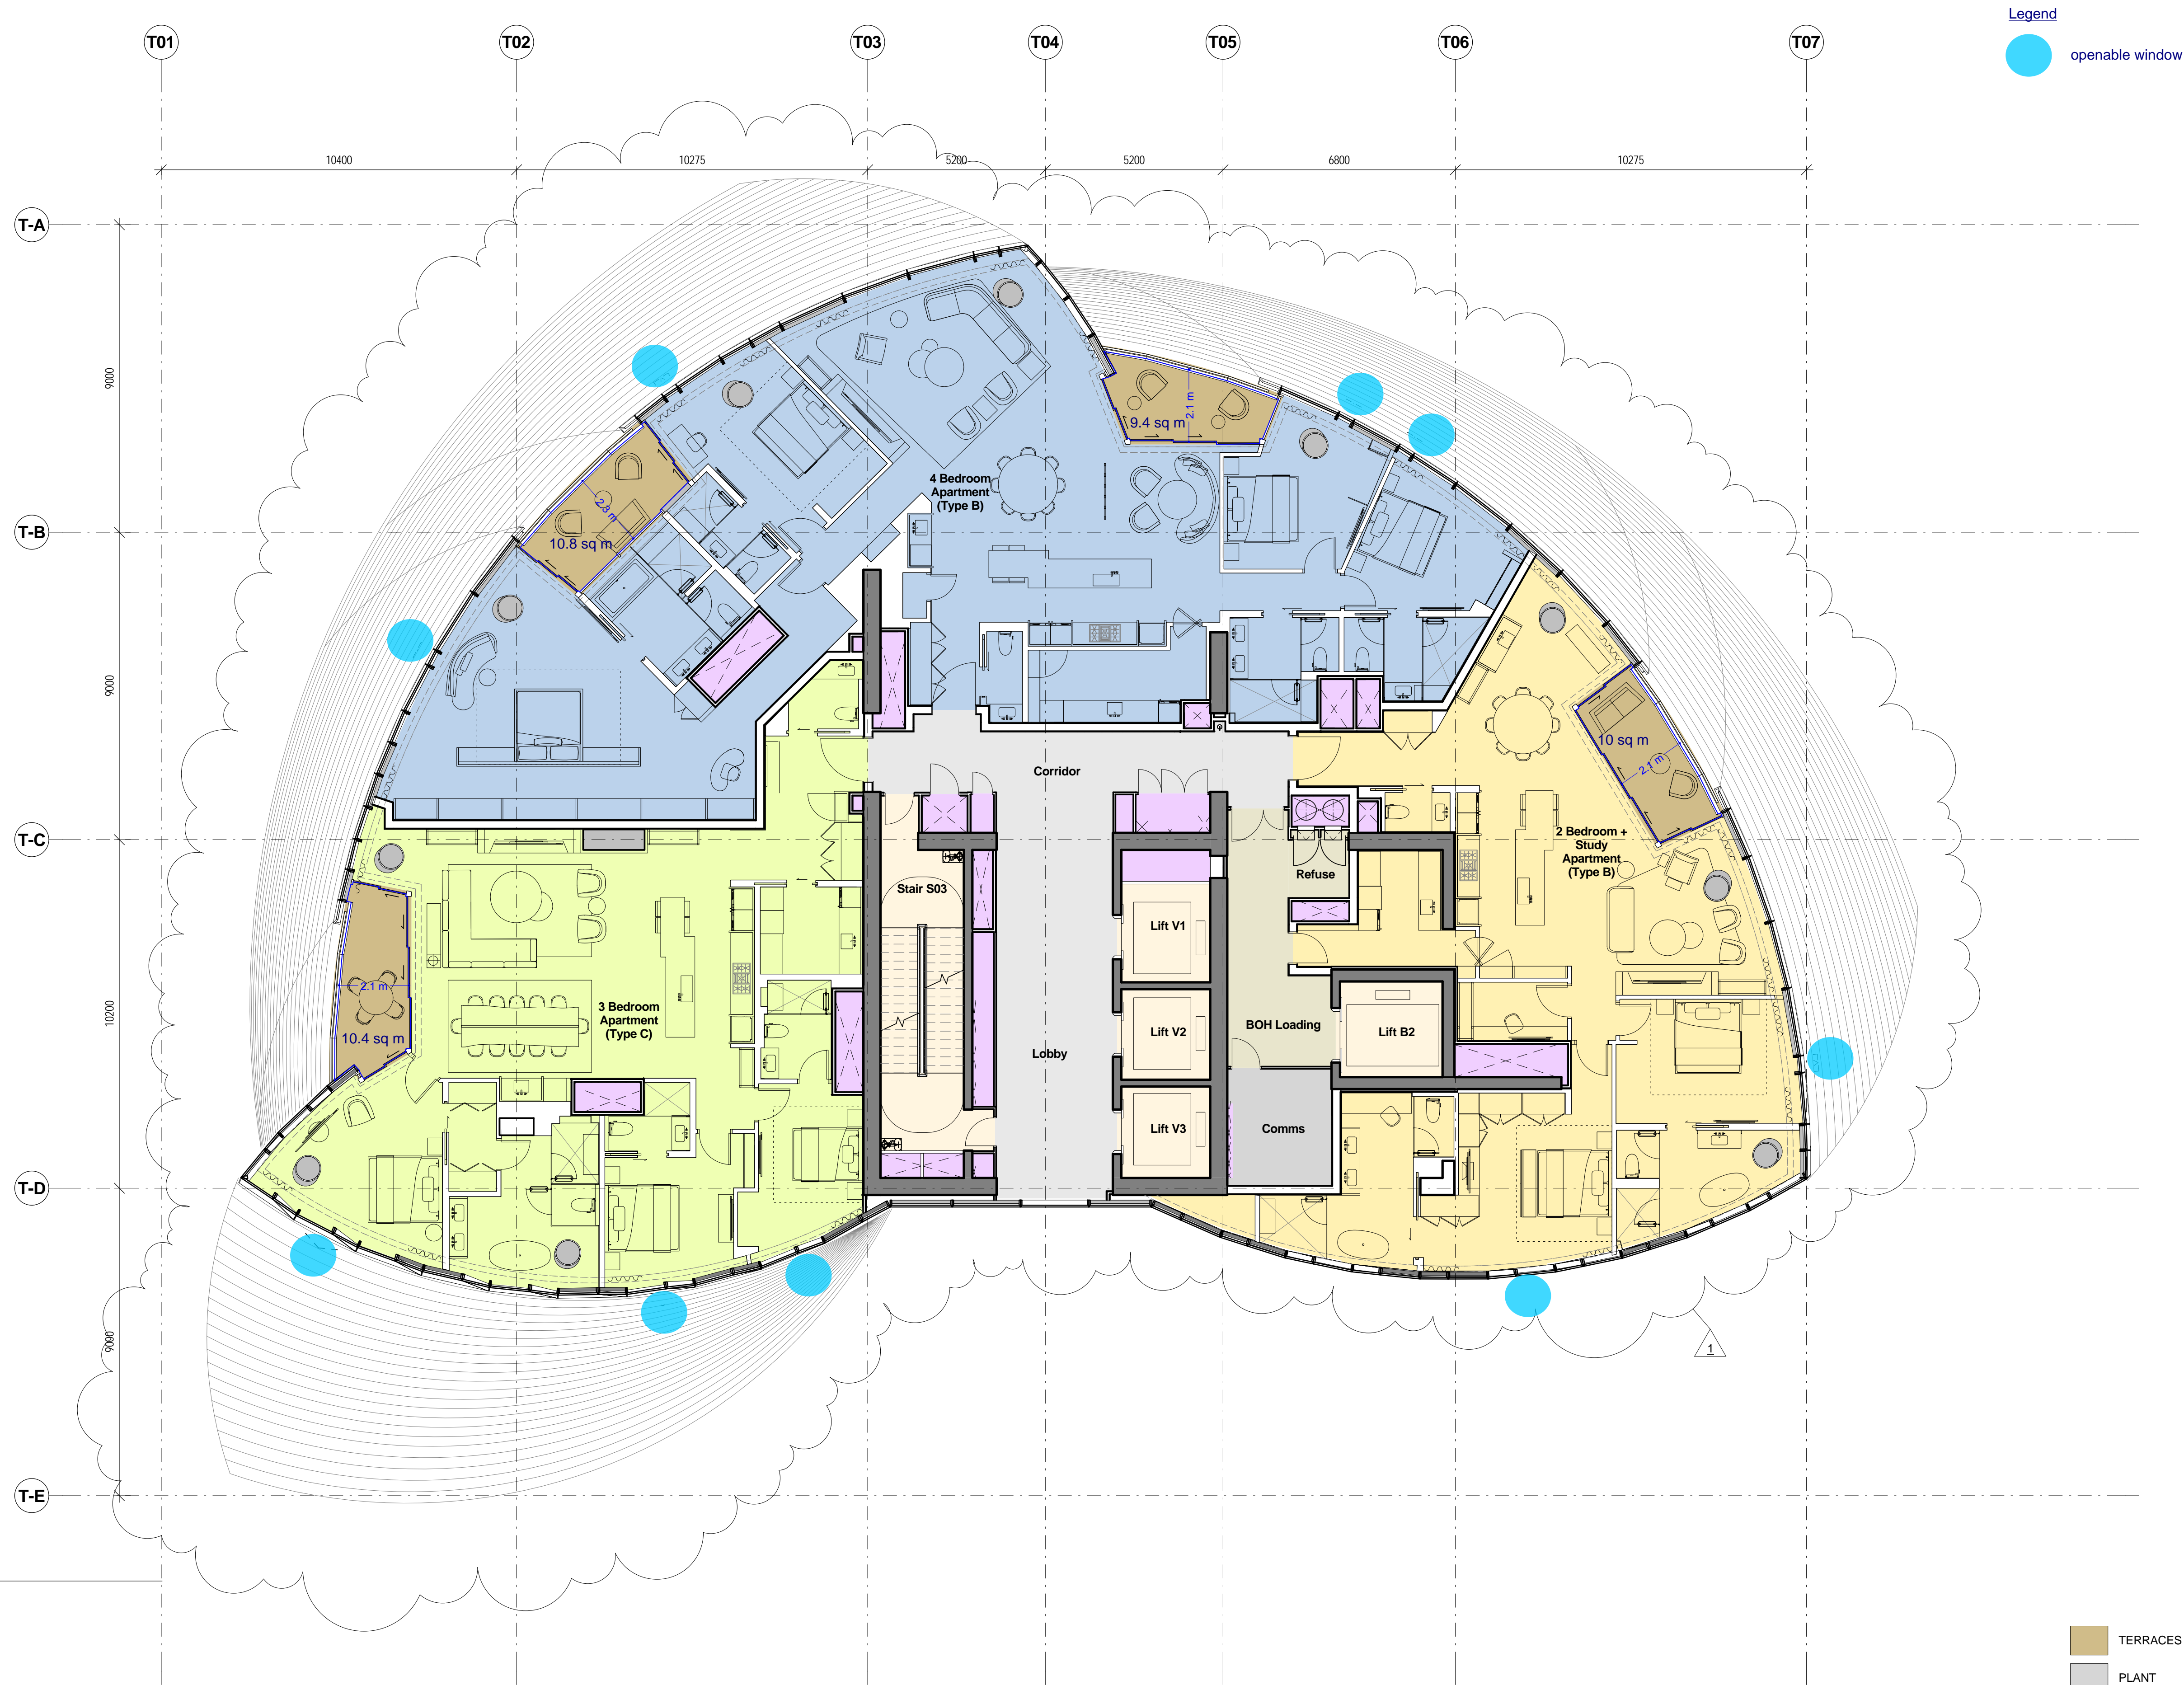 Legend
openable window
T01
T02
T03
T04
T05
T06
T07
10400
10275
5200
5200
6800
10275
T-A
9000
T-B
9000
T-C
10200
T-D
9000
T-E
9.4 sq m
2.1 m
2.3 m
10.8 sq m
4 Bedroom
Apartment
(Type B)
10 sq m
2.1 m
Corridor
2 Bedroom +
Study
Apartment
(Type B)
Stair S03
Refuse
Lift V1
2.1 m
10.4 sq m
3 Bedroom
Apartment
(Type C)
Lobby
Lift V2
BOH Loading
Lift B2
Lift V3
Comms
1
TERRACES
PLANT